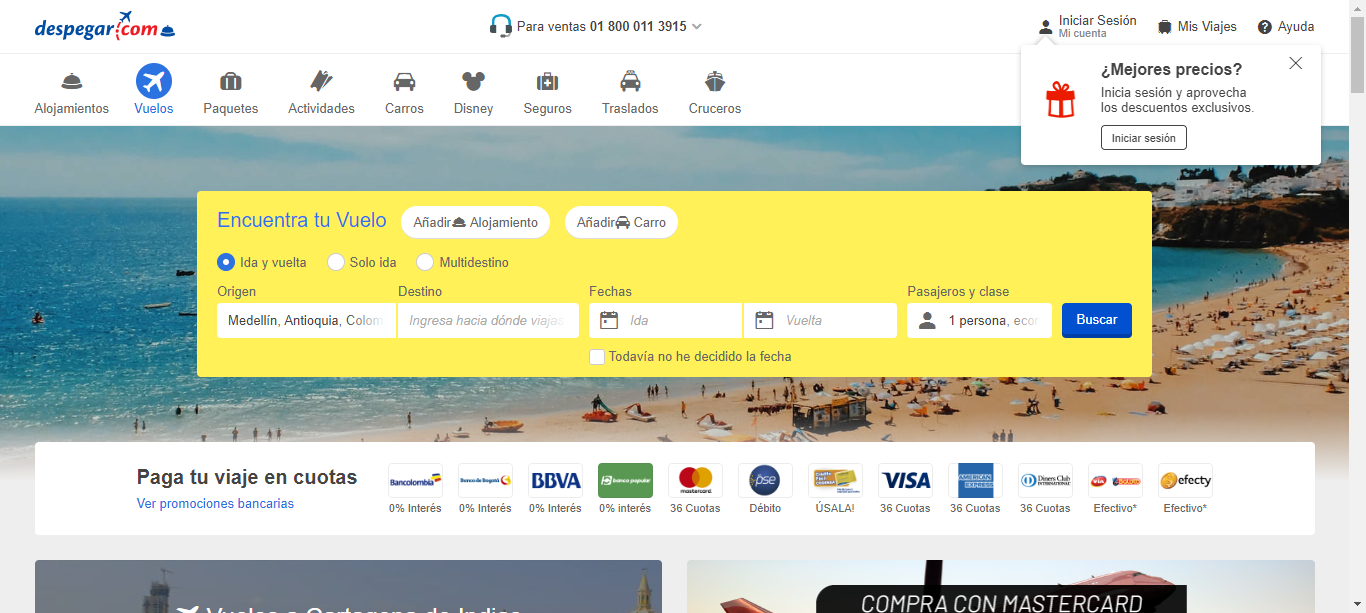 despegar.com
Para ventas 01 800 011 3915
Iniciar Sesión
Mi cuenta
Mis Viajes
Ayuda
¿Mejores precios?
Inicia sesión y aprovecha
los descuentos exclusivos.
Iniciar sesión
Alojamientos
Vuelos
Paquetes
Actividades
Carros
Disney
Seguros
Traslados
Cruceros
Encuentra tu Vuelo
Añadir Alojamiento
Añadir Carro
Ida y vuelta
Solo ida
Multidestino
Origen
Destino
Fechas
Pasajeros y clase
Medellín, Antioquia, Colom
Ingresa hacia dónde viajas
Ida
Vuelta
1 persona, econ
Buscar
Todavía no he decidido la fecha
Paga tu viaje en cuotas
Ver promociones bancarias
Bancolombia
0% Interés
Banco de Bogotá
0% Interés
BBVA
0% Interés
banco popular
0% interés
mastercard
36 Cuotas
pse
Débito
ÚSALA!
VISA
36 Cuotas
AMERICAN EXPRESS
36 Cuotas
Diners Club
INTERNATIONAL
36 Cuotas
via
Efectivo*
efecty
Efectivo*
Vuelos a Cartagena de Indias
COMPRA CON MASTERCARD